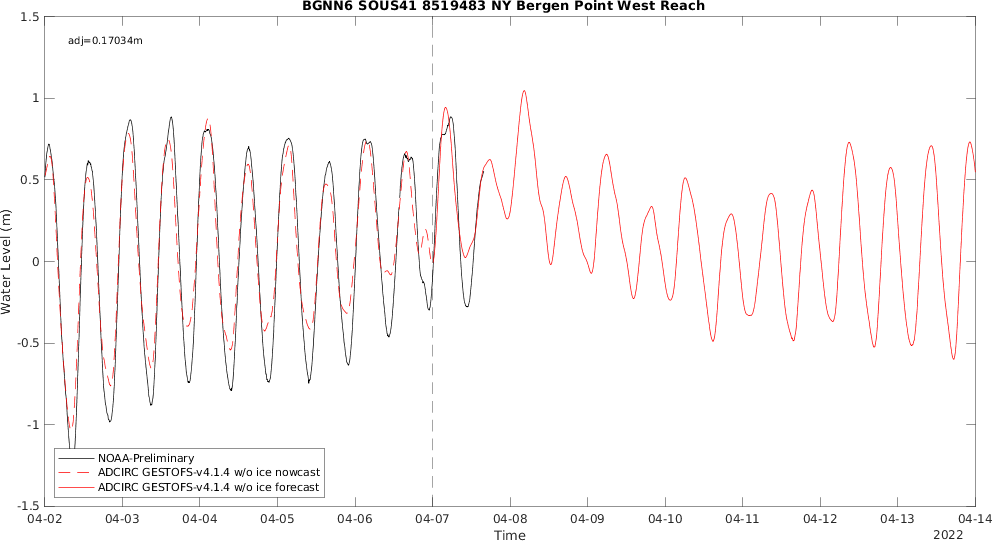 BGNN6 SOUS41 8519483 NY Bergen Point West Reach
adj=0.17034m
1.5
1
0.5
0
-0.5
-1
-1.5
Water Level (m)
NOAA-Preliminary
ADCIRC GESTOFS-v4.1.4 w/o ice nowcast
ADCIRC GESTOFS-v4.1.4 w/o ice forecast
04-02 04-03 04-04 04-05 04-06 04-07 04-08 04-09 04-10 04-11 04-12 04-13 04-14
Time
2022